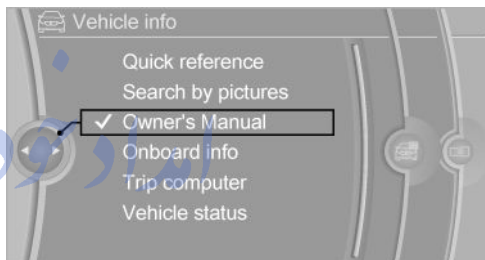 Vehicle info
Quick reference
Search by pictures
✓ Owner's Manual
Onboard info
Trip computer
Vehicle status